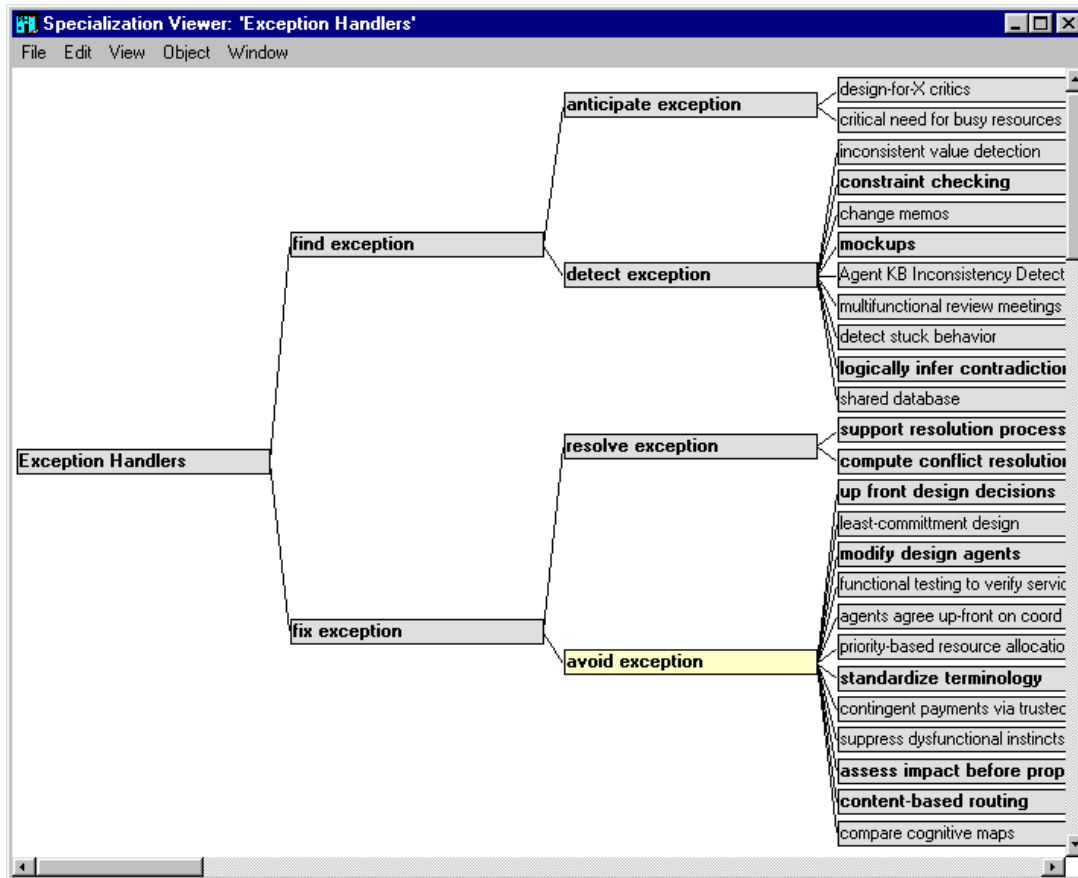 Specialization Viewer: 'Exception Handlers'
File Edit View Object Window
Exception Handlers
find exception
fix exception
anticipate exception
detect exception
resolve exception
avoid exception
design-for-X critics
critical need for busy resources
inconsistent value detection
constraint checking
change memos
mockups
Agent KB Inconsistency Detect
multifunctional review meetings
detect stuck behavior
logically infer contradiction
shared database
support resolution process
compute conflict resolution
up front design decisions
least-committment design
modify design agents
functional testing to verify servic
agents agree up-front on coord
priority-based resource allocatio
standardize terminology
contingent payments via trusted
suppress dysfunctional instincts
assess impact before prop
content-based routing
compare cognitive maps